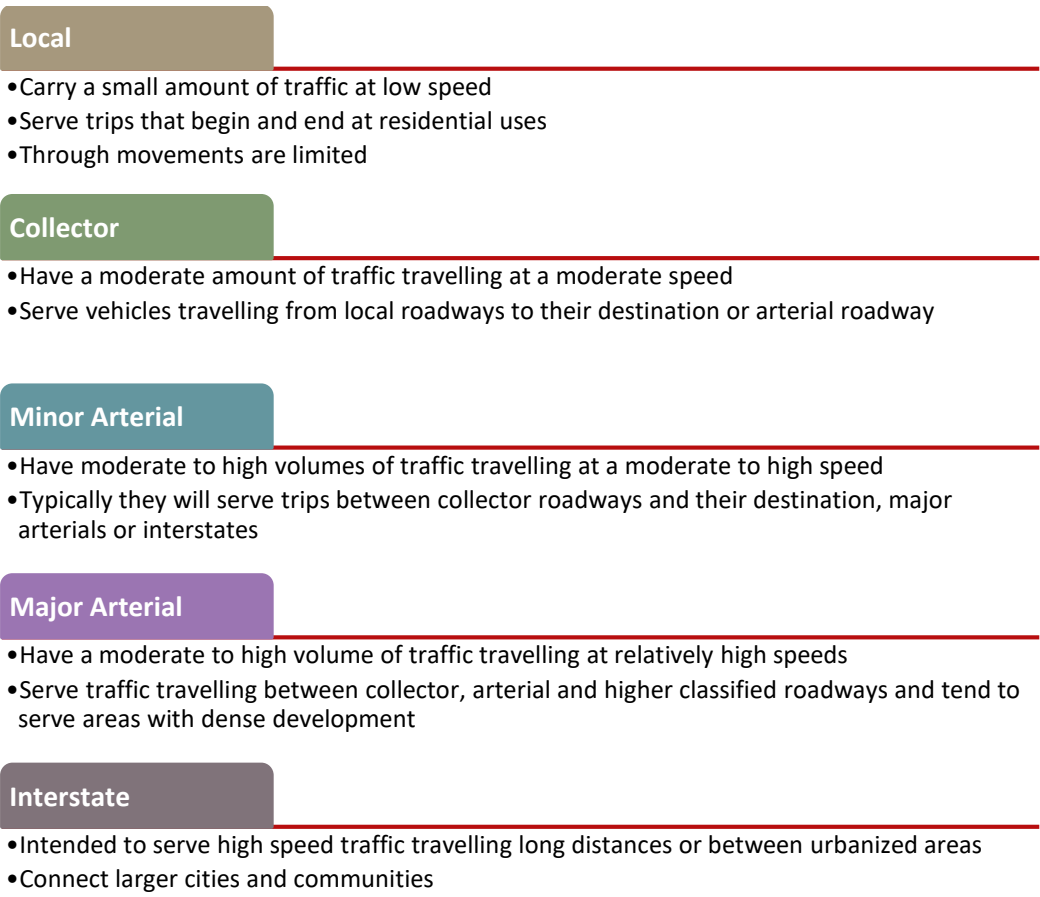 Local
•Carry a small amount of traffic at low speed
•Serve trips that begin and end at residential uses
•Through movements are limited
Collector
•Have a moderate amount of traffic travelling at a moderate speed
•Serve vehicles travelling from local roadways to their destination or arterial roadway
Minor Arterial
•Have moderate to high volumes of traffic travelling at a moderate to high speed
•Typically they will serve trips between collector roadways and their destination, major
arterials or interstates
Major Arterial
•Have a moderate to high volume of traffic travelling at relatively high speeds
•Serve traffic travelling between collector, arterial and higher classified roadways and tend to
serve areas with dense development
Interstate
•Intended to serve high speed traffic travelling long distances or between urbanized areas
•Connect larger cities and communities